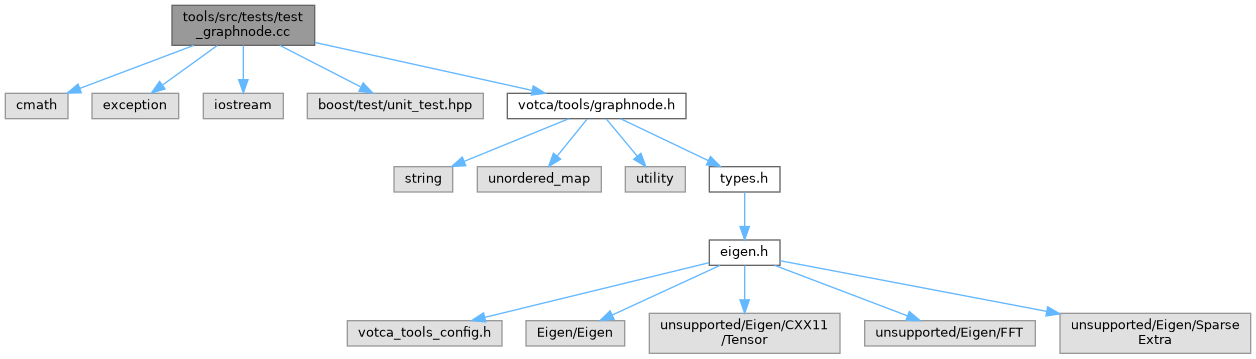 tools/src/tests/test
_graphnode.cc
cmath
exception
iostream
boost/test/unit_test.hpp
votca/tools/graphnode.h
string
unordered_map
utility
types.h
eigen.h
votca_tools_config.h
Eigen/Eigen
unsupported/Eigen/CXX11
/Tensor
unsupported/Eigen/FFT
unsupported/Eigen/Sparse
Extra